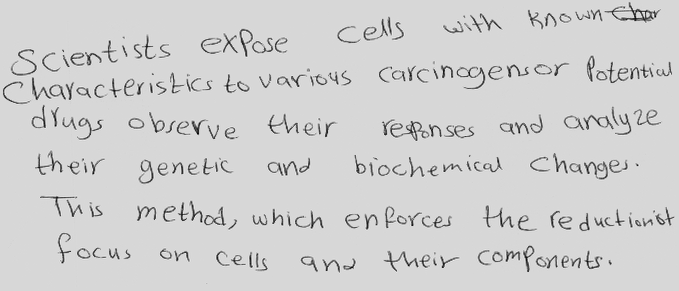 Scientists expose cells with known
Characteristics to various carcinogens or Potential
drugs observe their responses and analyze
their genetic and biochemical Changes.
This method, which enforces the reductionist
focus on cells and their components.